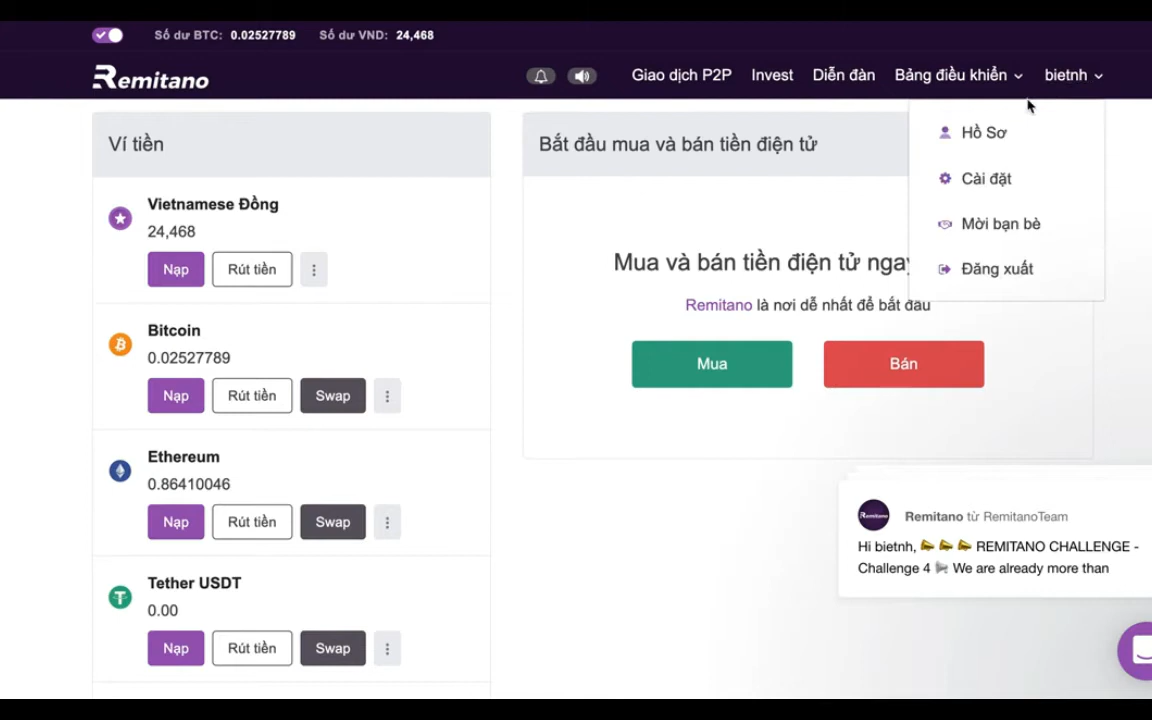 Số dư BTC: 0.02527789 Số dư VND: 24,468
Remitano
Giao dịch P2P Invest Diễn đàn Bảng điều khiển bietnh
Hồ Sơ
Cài đặt
Mời bạn bè
Đăng xuất
Ví tiền
Vietnamese Đồng
24,468
Nạp Rút tiền
Bitcoin
0.02527789
Nạp Rút tiền Swap
Ethereum
0.86410046
Nạp Rút tiền Swap
Tether USDT
0.00
Nạp Rút tiền Swap
Bắt đầu mua và bán tiền điện tử
Mua và bán tiền điện tử ngay
Remitano là nơi dễ nhất để bắt đầu
Mua Bán
Remitano
Remitano từ RemitanoTeam
Hi bietnh, 📣 📣 📣 REMITANO CHALLENGE -
Challenge 4 📢 We are already more than